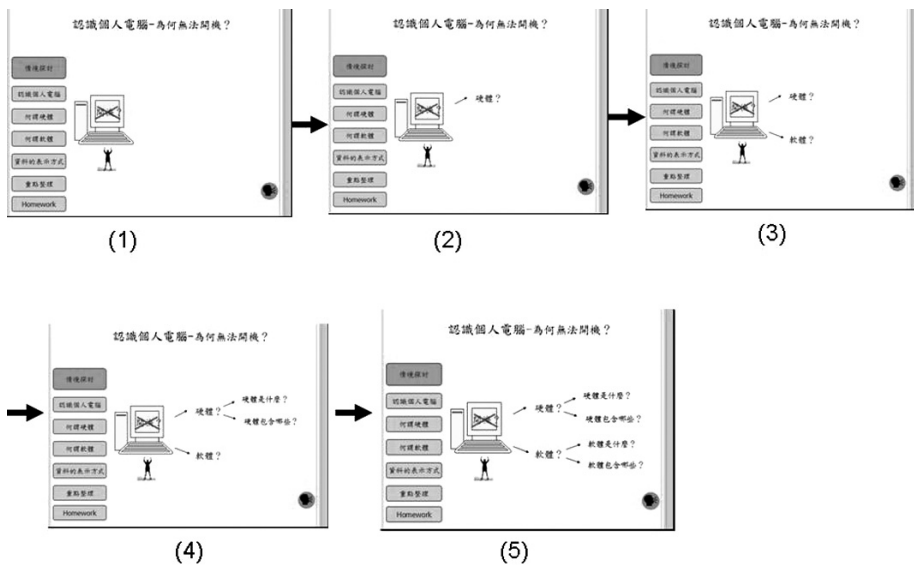 認識個人電腦-為何無法開機?
情境探討
認識個人電腦
何謂硬體
何謂軟體
資料的表示方式
重點整理
Homework
(1)
認識個人電腦-為何無法開機?
情境探討
認識個人電腦
何謂硬體
何謂軟體
資料的表示方式
重點整理
Homework
硬體?
(2)
認識個人電腦-為何無法開機?
情境探討
認識個人電腦
何謂硬體
何謂軟體
資料的表示方式
重點整理
Homework
硬體?
軟體?
(3)
認識個人電腦-為何無法開機?
情境探討
認識個人電腦
何謂硬體
何謂軟體
資料的表示方式
重點整理
Homework
硬體?
硬體是什麼?
硬體包含哪些?
軟體?
(4)
認識個人電腦-為何無法開機?
情境探討
認識個人電腦
何謂硬體
何謂軟體
資料的表示方式
重點整理
Homework
硬體?
硬體是什麼?
硬體包含哪些?
軟體?
軟體是什麼?
軟體包含哪些?
(5)